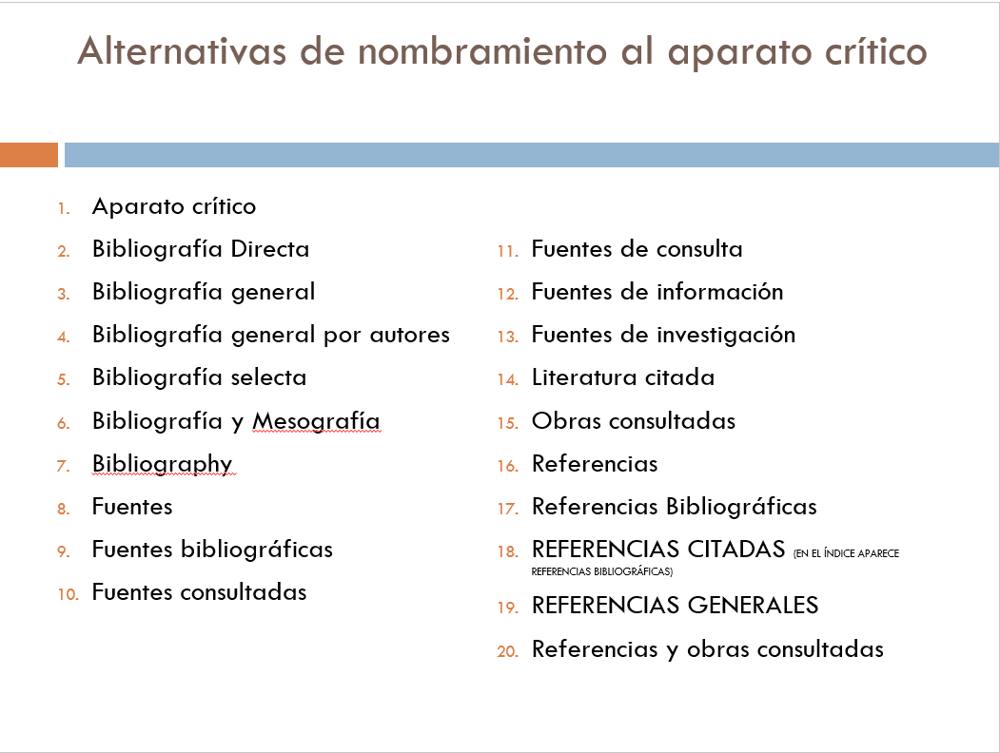 Alternativas de nombramiento al aparato crítico
1. Aparato crítico
2. Bibliografía Directa
3. Bibliografía general
4. Bibliografía general por autores
5. Bibliografía selecta
6. Bibliografía y Mesografía
7. Bibliography
8. Fuentes
9. Fuentes bibliográficas
10. Fuentes consultadas
11. Fuentes de consulta
12. Fuentes de información
13. Fuentes de investigación
14. Literatura citada
15. Obras consultadas
16. Referencias
17. Referencias Bibliográficas
18. REFERENCIAS CITADAS (EN EL ÍNDICE APARECE
REFERENCIAS BIBLIOGRÁFICAS)
19. REFERENCIAS GENERALES
20. Referencias y obras consultadas